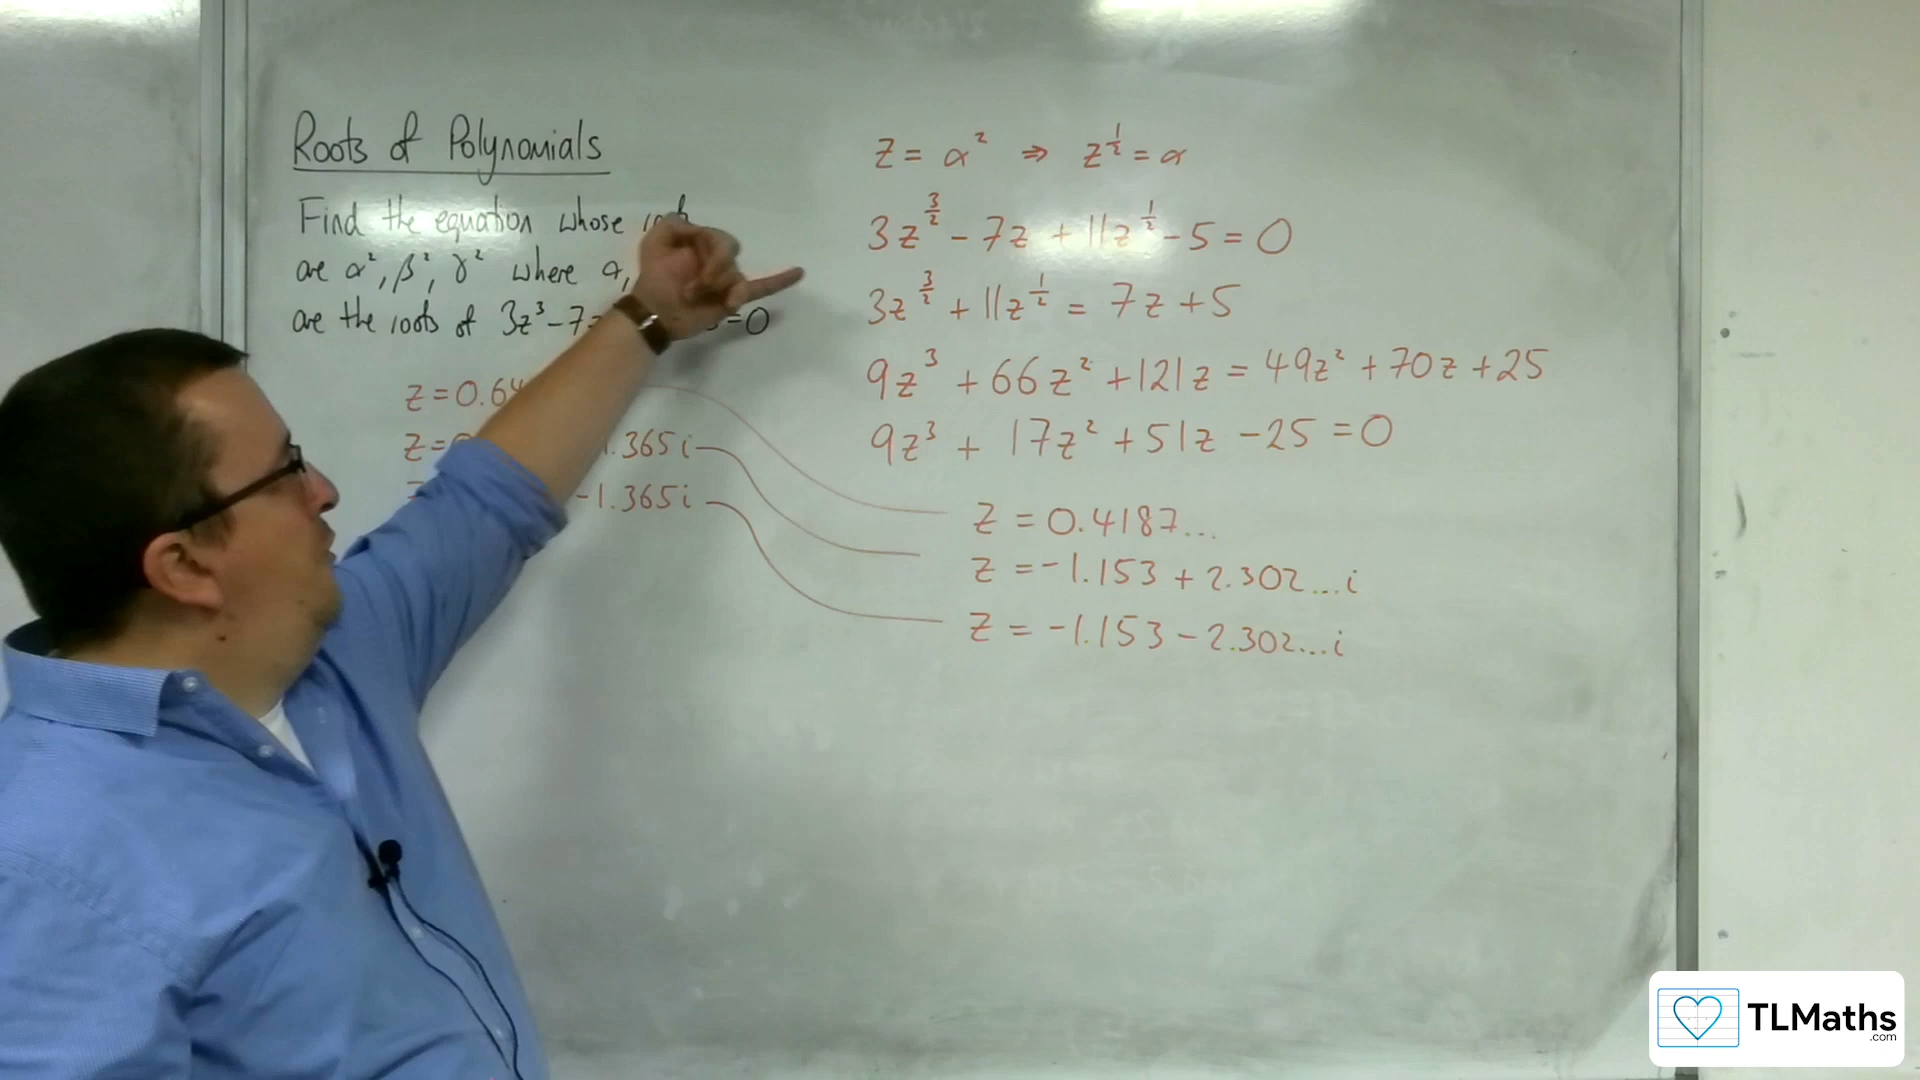 Roots of Polynomials
Find the equation whose
are α², β², γ² where α,
are the roots of 3z³ - 7 =0
z = 0.64
z = 1.365i
-1.365i
z = α² ⇒ z^½ = α
3z^{3/2} - 7z + 11z^{1/2} - 5 = 0
3z^{3/2} + 11z^{1/2} = 7z + 5
9z³ + 66z² + 121z = 49z² + 70z + 25
9z³ + 17z² + 51z - 25 = 0
z = 0.4187...
z = -1.153 + 2.302...i
z = -1.153 - 2.302...i
TLMaths
.com